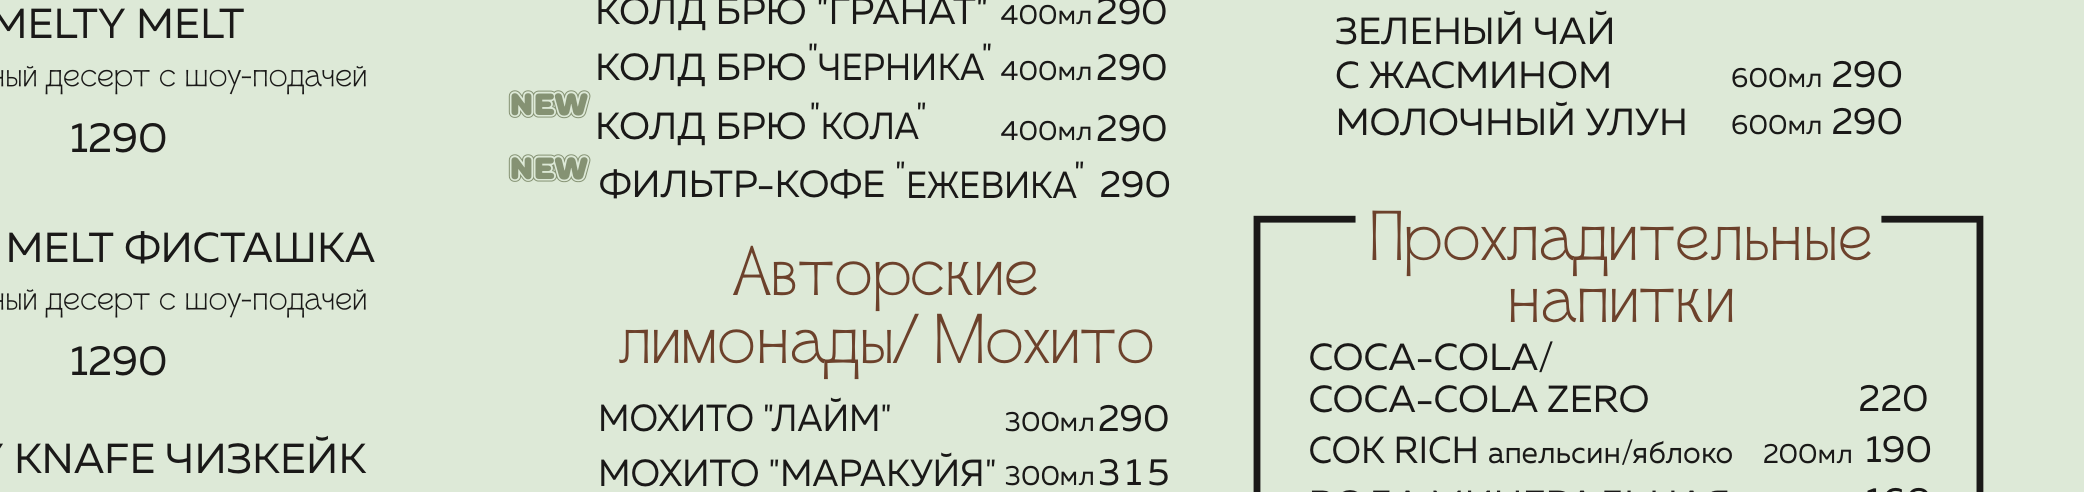 MELTY MELT
десерт с шоу-подачей
1290
MELT ФИСТАШКА
десерт с шоу-подачей
1290
KNAFE ЧИЗКЕЙК
КОЛД БРЮ "ГРАНАТ" 400мл 290
КОЛД БРЮ "ЧЕРНИКА" 400мл 290
NEW КОЛД БРЮ "КОЛА" 400мл 290
NEW ФИЛЬТР-КОФЕ "ЕЖЕВИКА" 290
Авторские
лимонады/ Мохито
МОХИТО "ЛАЙМ" 300мл 290
МОХИТО "МАРАКУЙЯ" 300мл 315
ЗЕЛЕНЫЙ ЧАЙ
С ЖАСМИНОМ 600мл 290
МОЛОЧНЫЙ УЛУН 600мл 290
Прохладительные
напитки
COCA-COLA/
COCA-COLA ZERO 220
СОК RICH апельсин/яблоко 200мл 190